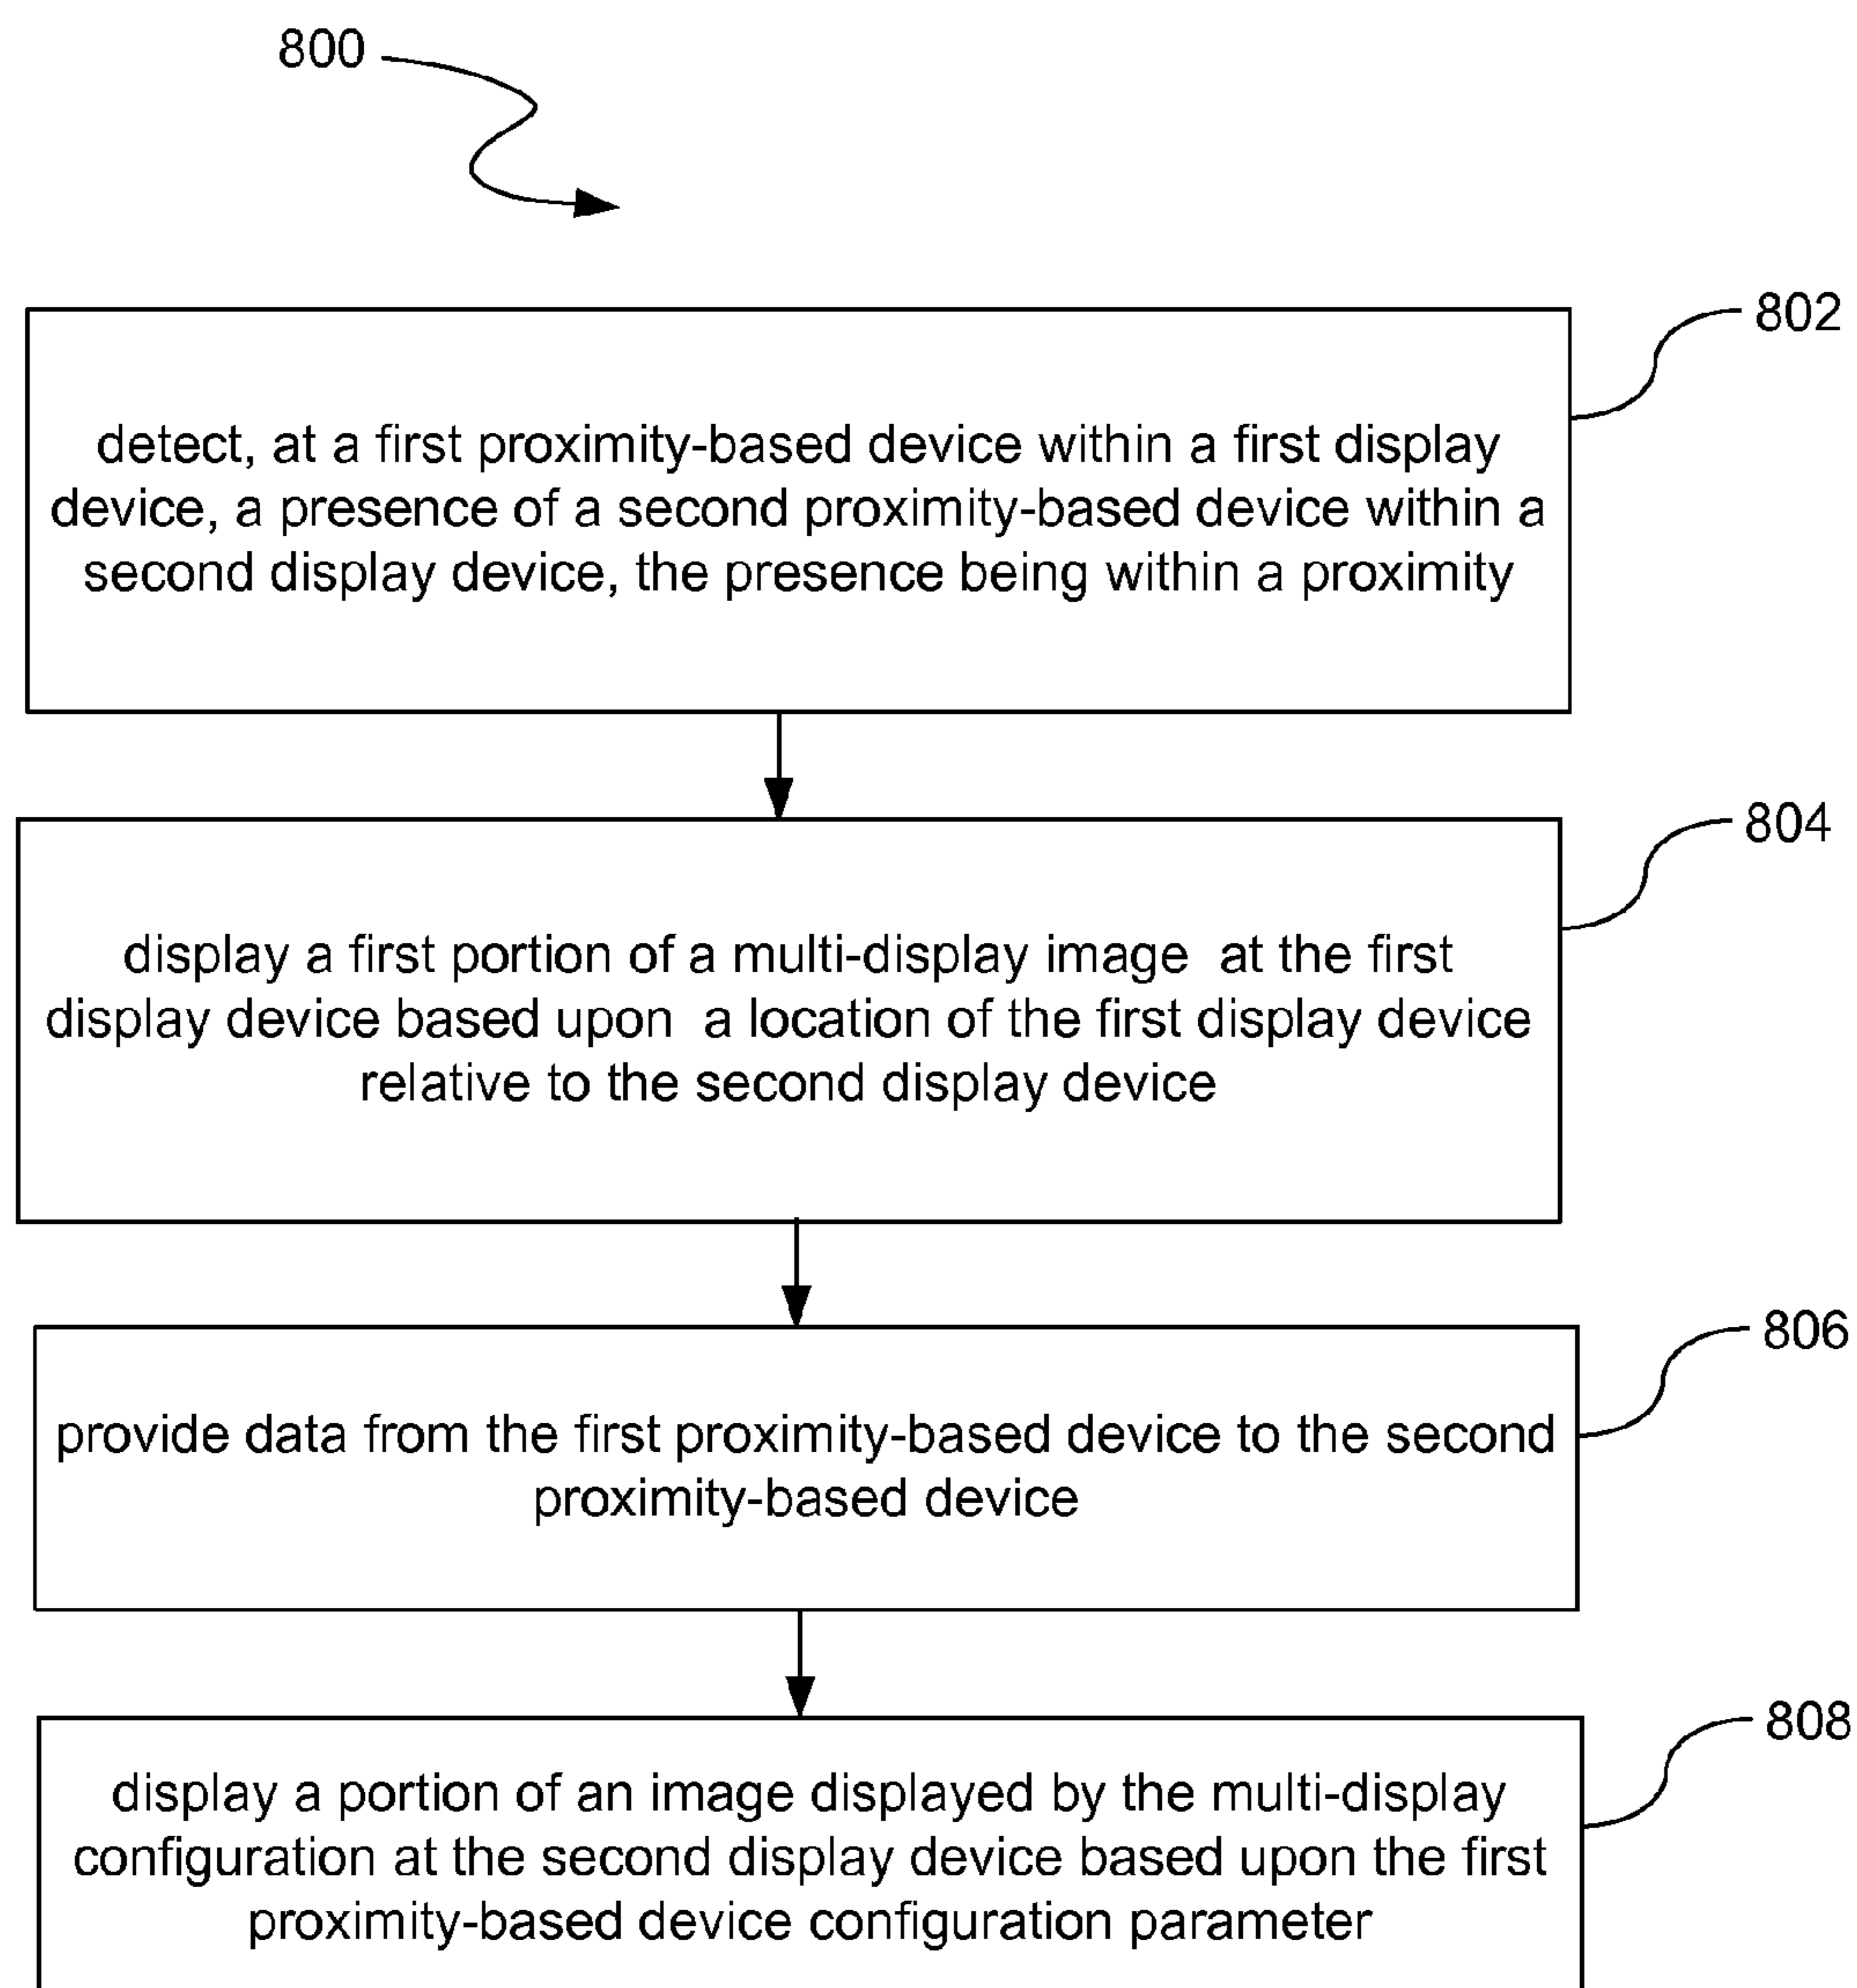 800
802
detect, at a first proximity-based device within a first display
device, a presence of a second proximity-based device within a
second display device, the presence being within a proximity
804
display a first portion of a multi-display image at the first
display device based upon a location of the first display device
relative to the second display device
806
provide data from the first proximity-based device to the second
proximity-based device
808
display a portion of an image displayed by the multi-display
configuration at the second display device based upon the first
proximity-based device configuration parameter